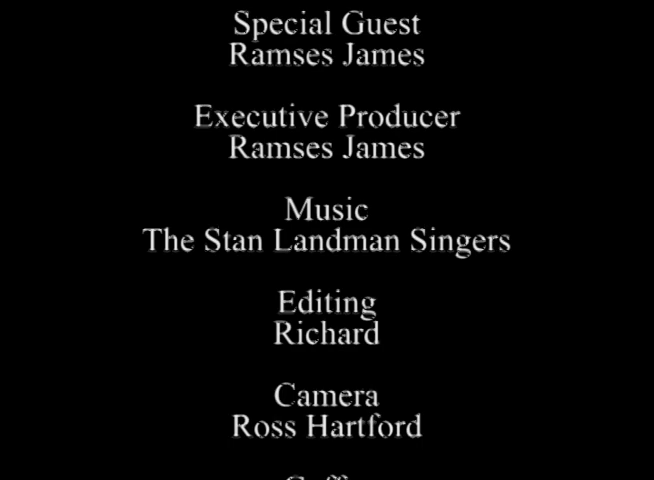 Special Guest
Ramses James
Executive Producer
Ramses James
Music
The Stan Landman Singers
Editing
Richard
Camera
Ross Hartford